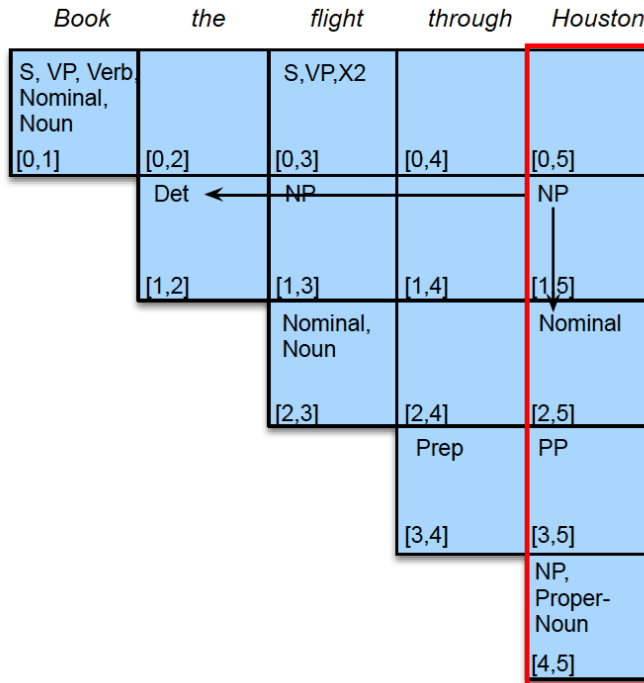 Book the flight through Houston
S, VP, Verb, S,VP,X2
Nominal,
Noun
[0,1] [0,2] [0,3] [0,4] [0,5]
Det NP NP
[1,2] [1,3] [1,4] [1,5]
Nominal, Nominal
Noun
[2,3] [2,4] [2,5]
Prep PP
[3,4] [3,5]
NP,
Proper-
Noun
[4,5]